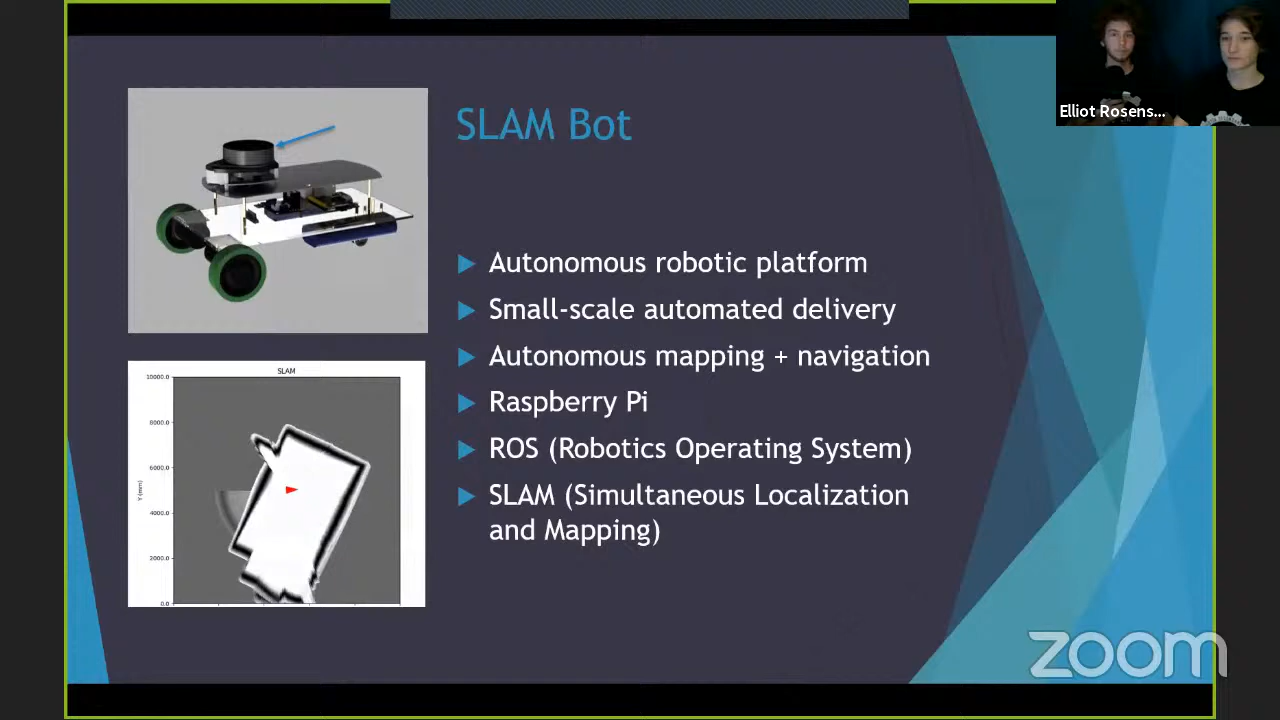 Elliot Rosens...
SLAM Bot
Autonomous robotic platform
Small-scale automated delivery
Autonomous mapping + navigation
Raspberry Pi
ROS (Robotics Operating System)
SLAM (Simultaneous Localization
and Mapping)
SLAM
10000.0
8000.0
6000.0
4000.0
2000.0
0.0
Y (mm)
zoom